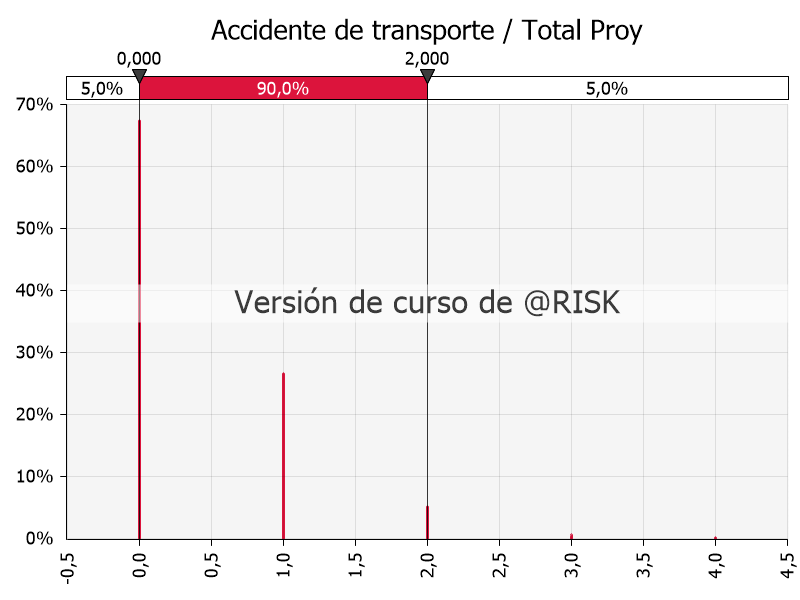 Accidente de transporte / Total Proy
0,000 2,000
5,0% 90,0% 5,0%
70%
60%
50%
40%
30%
20%
10%
0%
Versión de curso de @RISK
-0,5 0,0 0,5 1,0 1,5 2,0 2,5 3,0 3,5 4,0 4,5